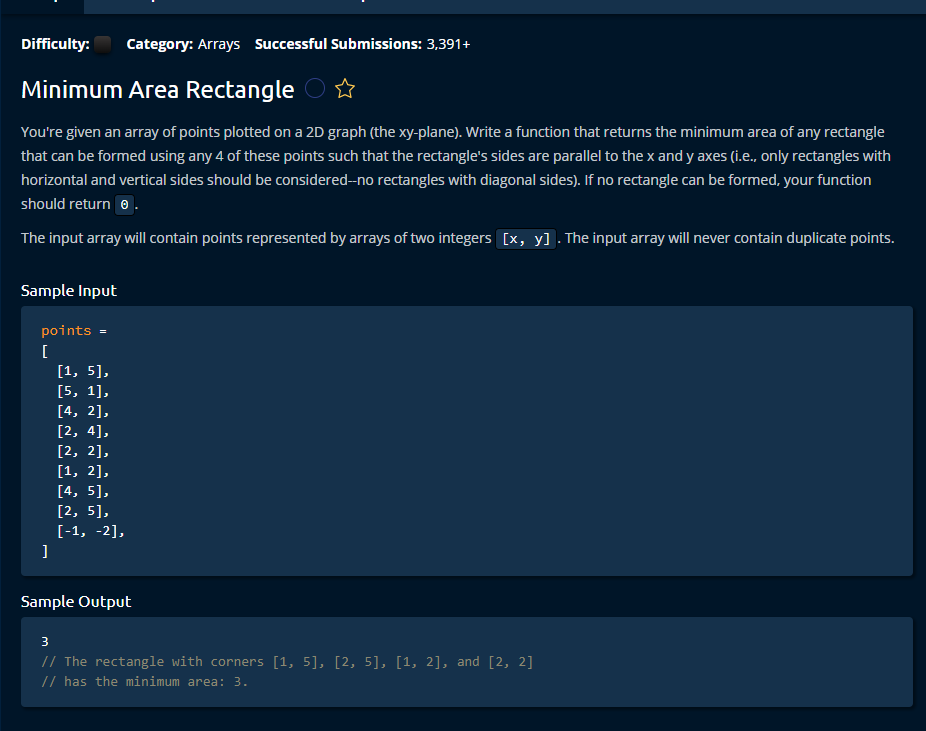 Difficulty: Category: Arrays Successful Submissions: 3,391+
Minimum Area Rectangle
You're given an array of points plotted on a 2D graph (the xy-plane). Write a function that returns the minimum area of any rectangle
that can be formed using any 4 of these points such that the rectangle's sides are parallel to the x and y axes (i.e., only rectangles with
horizontal and vertical sides should be considered--no rectangles with diagonal sides). If no rectangle can be formed, your function
should return 0.
The input array will contain points represented by arrays of two integers [x, y]. The input array will never contain duplicate points.
Sample Input
points =
[
[1, 5],
[5, 1],
[4, 2],
[2, 4],
[2, 2],
[1, 2],
[4, 5],
[2, 5],
[-1, -2],
]
Sample Output
3
// The rectangle with corners [1, 5], [2, 5], [1, 2], and [2, 2]
// has the minimum area: 3.